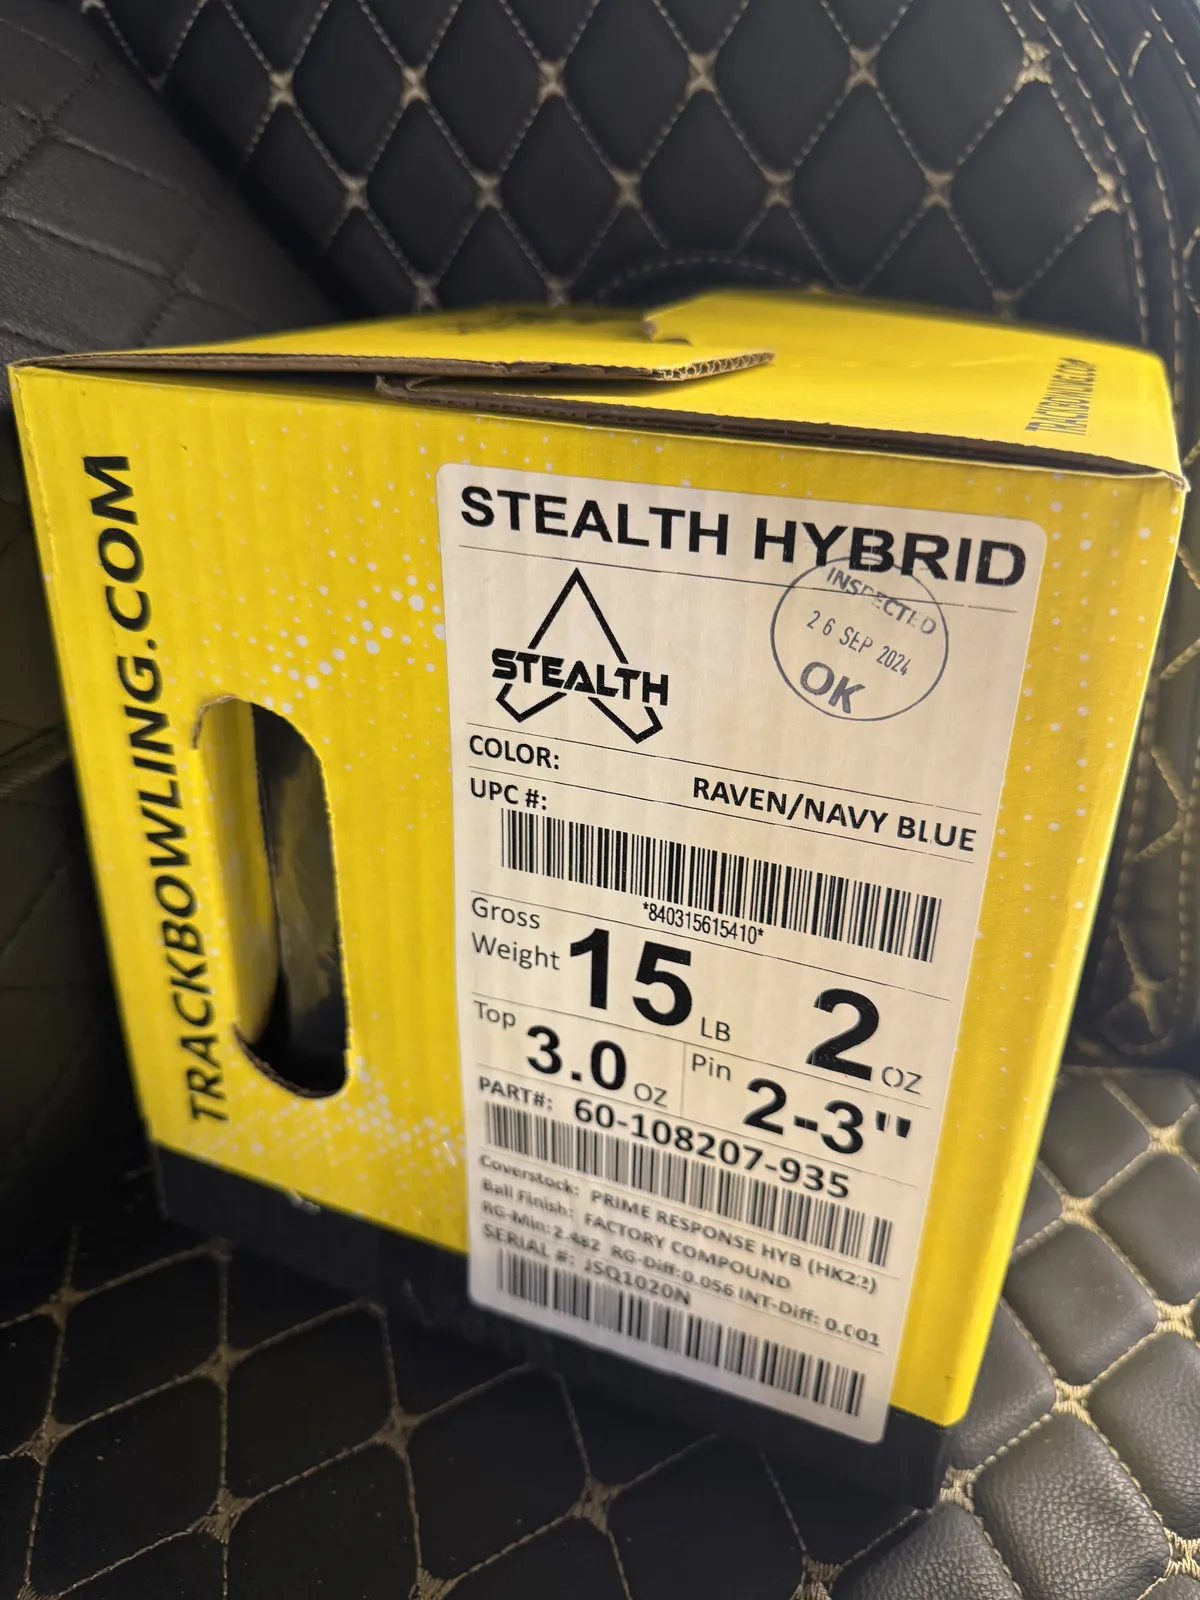 TRACKBOWLING.COM
TRACKBOWLING.COM
STEALTH HYBRID
STEALTH
INSPECTED
26 SEP 2024
OK
COLOR: RAVEN/NAVY BLUE
UPC #:
*840315615410*
Gross Weight 15 LB 2 OZ
Top 3.0 OZ Pin 2-3"
PART#: 60-108207-935
Coverstock: PRIME RESPONSE HYB (HK22)
Ball Finish: FACTORY COMPOUND
RG-Min: 2.482 RG-Diff: 0.056 INT-Diff: 0.001
SERIAL #: JSQ1020N